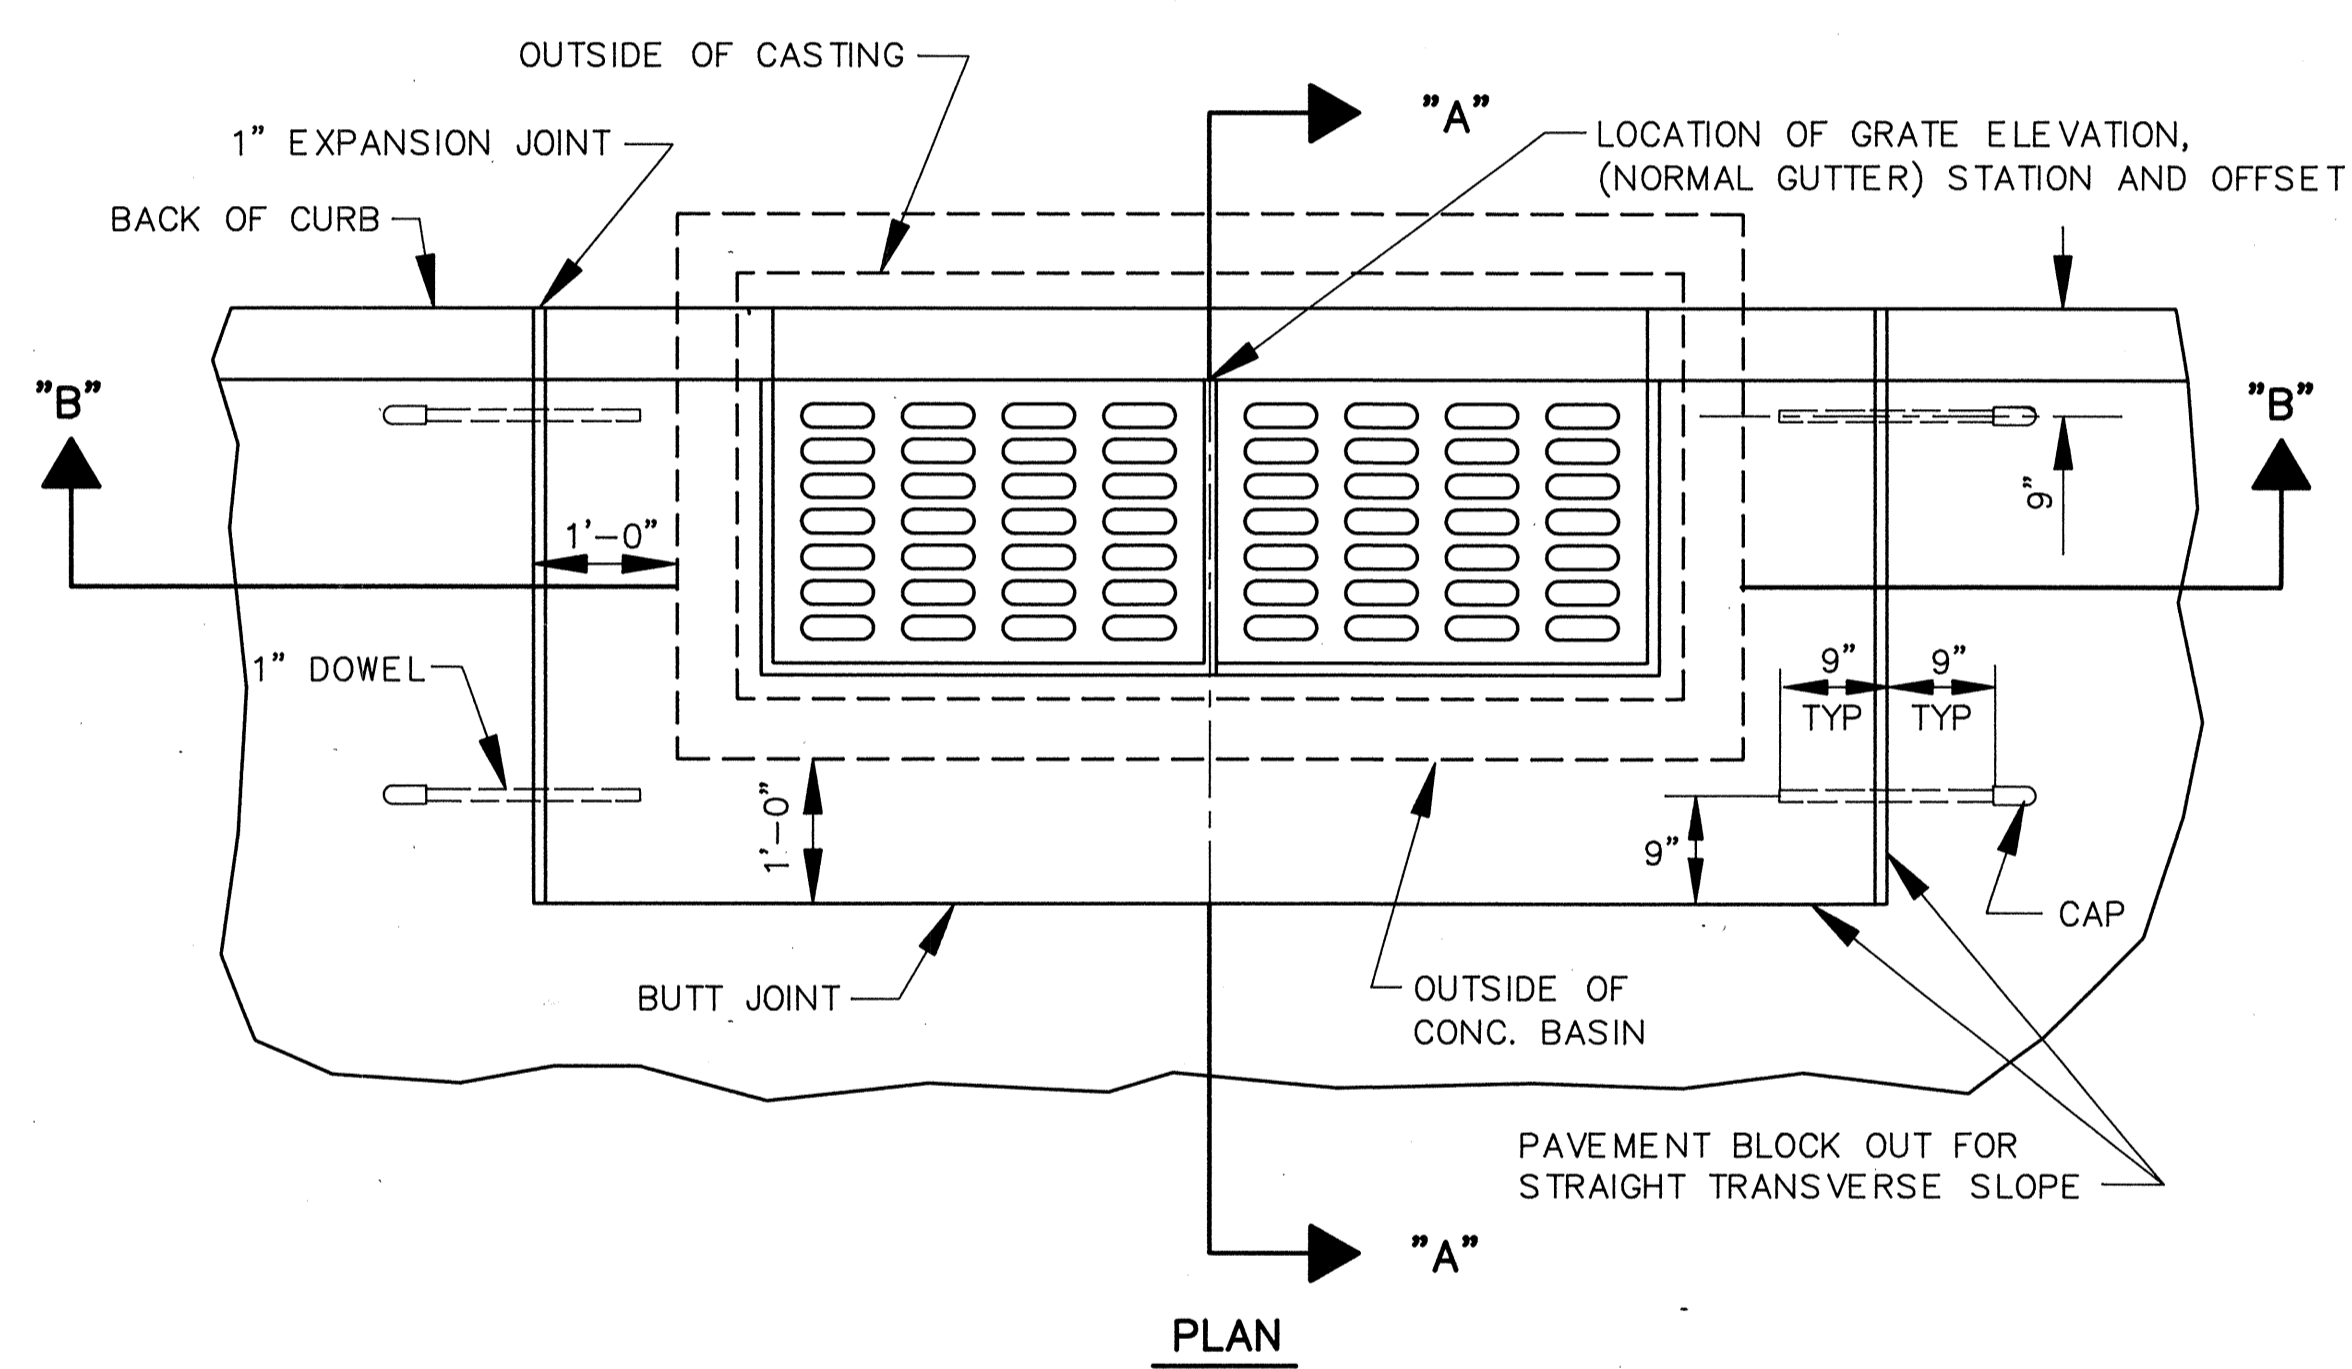 OUTSIDE OF CASTING
"A"
1" EXPANSION JOINT
LOCATION OF GRATE ELEVATION,
(NORMAL GUTTER) STATION AND OFFSET
BACK OF CURB
"B"
"B"
9"
1'-0"
1" DOWEL
9"
TYP
9"
TYP
1'-0"
9"
CAP
BUTT JOINT
OUTSIDE OF
CONC. BASIN
PAVEMENT BLOCK OUT FOR
STRAIGHT TRANSVERSE SLOPE
"A"
PLAN